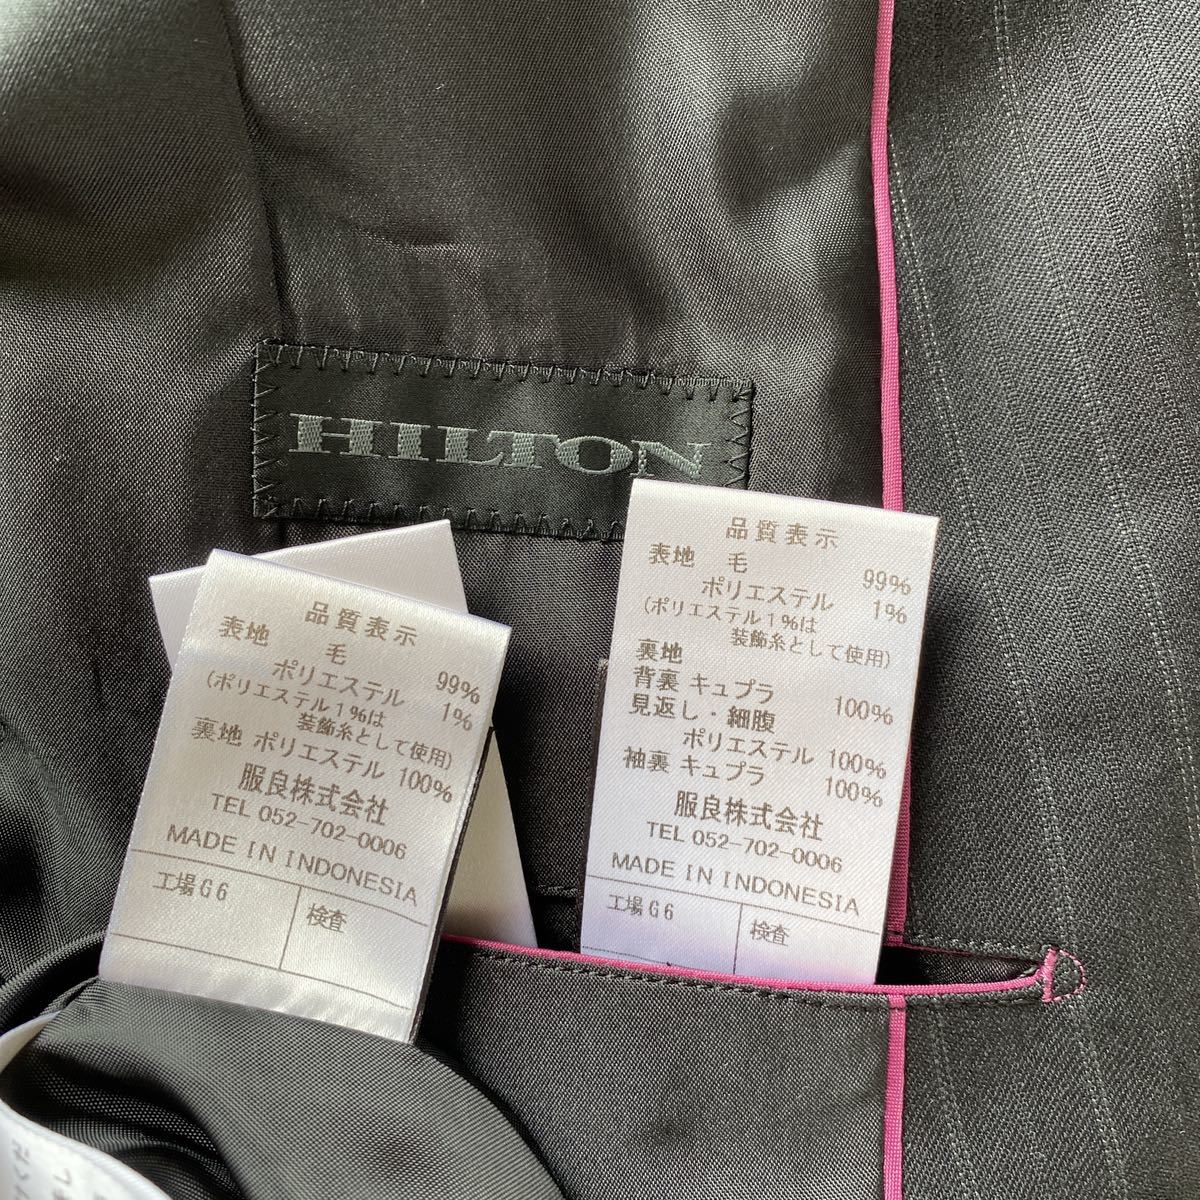 HILTON
品質表示
表地 毛 99%
ポリエステル 1%
(ポリエステル1%は
装飾糸として使用)
裏地 ポリエステル 100%
服良株式会社
TEL 052-702-0006
MADE IN INDONESIA
工場G6 検査
品質表示
表地 毛 99%
ポリエステル 1%
(ポリエステル1%は
装飾糸として使用)
裏地
背裏 キュプラ 100%
見返し・細腹
ポリエステル 100%
袖裏 キュプラ 100%
服良株式会社
TEL 052-702-0006
MADE IN INDONESIA
工場G6 検査